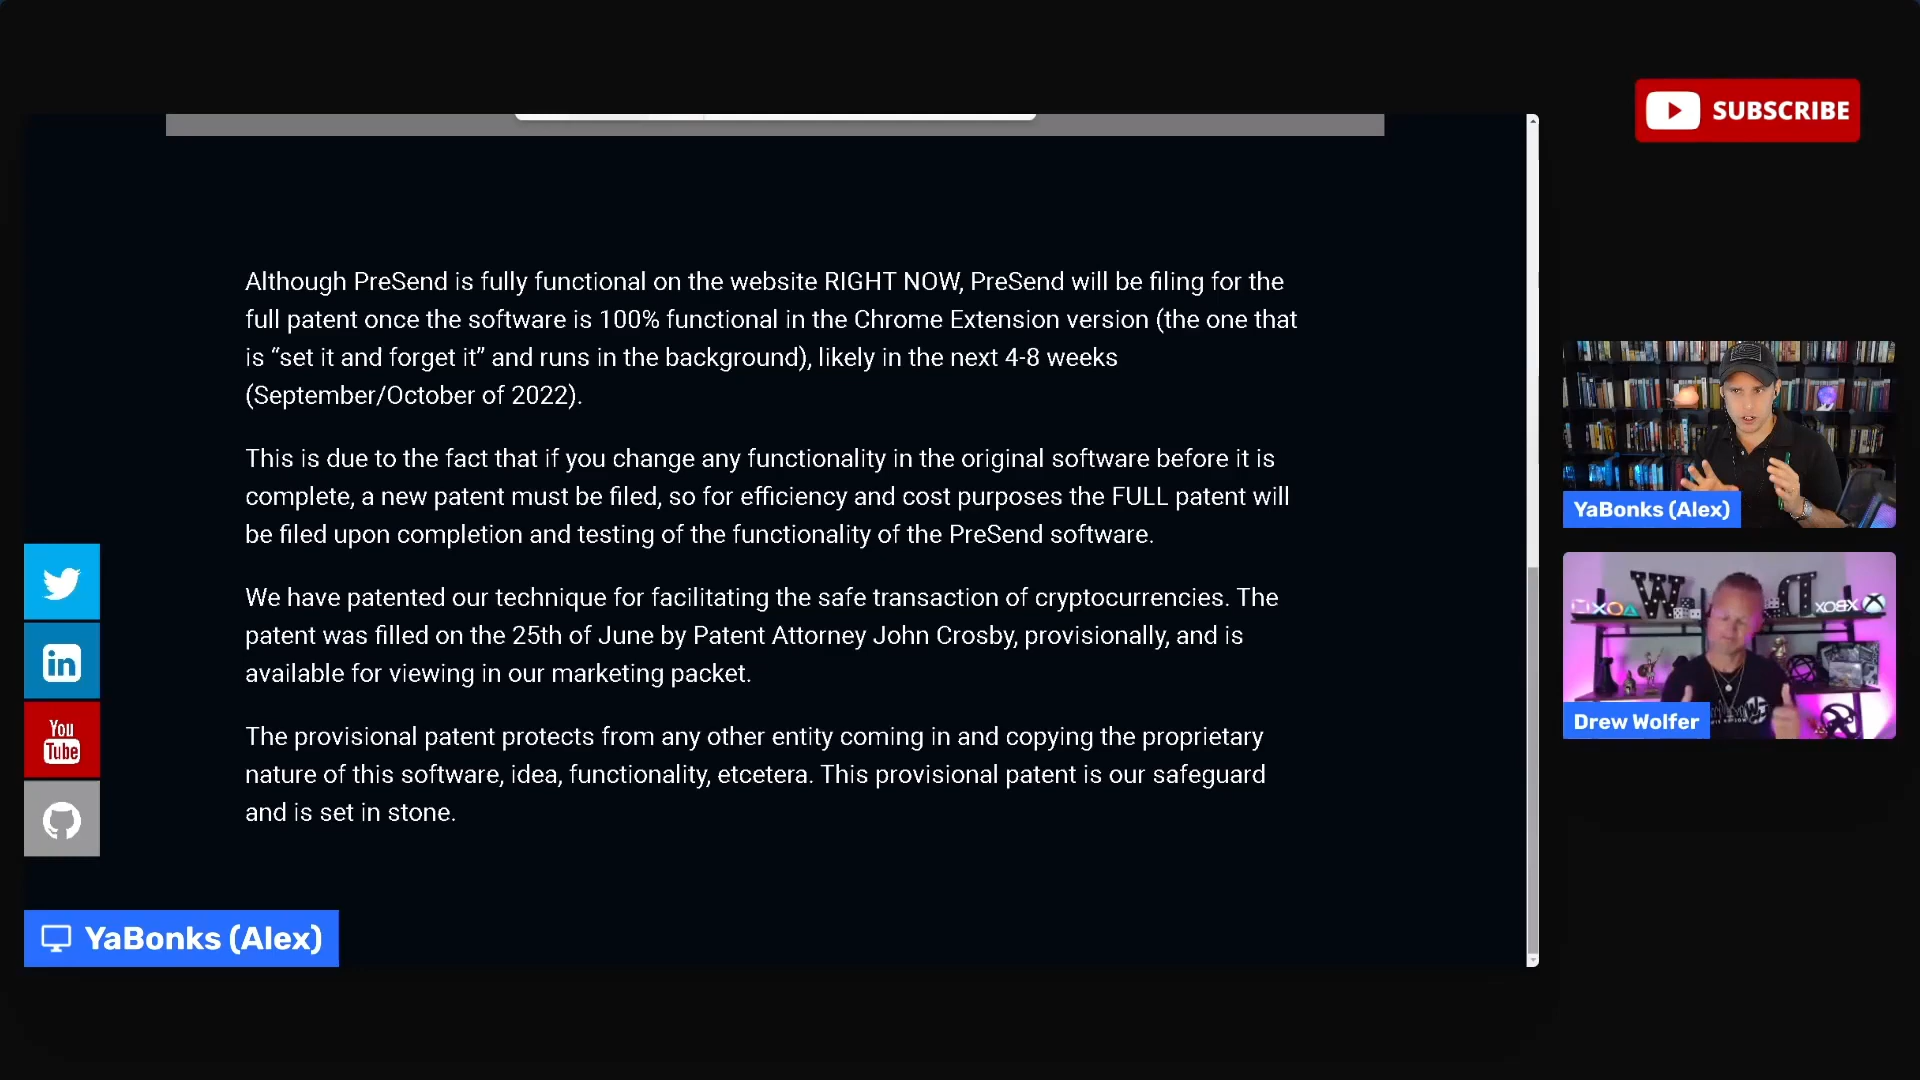 SUBSCRIBE
Although PreSend is fully functional on the website RIGHT NOW, PreSend will be filing for the
full patent once the software is 100% functional in the Chrome Extension version (the one that
is “set it and forget it” and runs in the background), likely in the next 4-8 weeks
(September/October of 2022).
This is due to the fact that if you change any functionality in the original software before it is
complete, a new patent must be filed, so for efficiency and cost purposes the FULL patent will
be filed upon completion and testing of the functionality of the PreSend software.
We have patented our technique for facilitating the safe transaction of cryptocurrencies. The
patent was filled on the 25th of June by Patent Attorney John Crosby, provisionally, and is
available for viewing in our marketing packet.
The provisional patent protects from any other entity coming in and copying the proprietary
nature of this software, idea, functionality, etcetera. This provisional patent is our safeguard
and is set in stone.
in
You
Tube
YaBonks (Alex)
YaBonks (Alex)
XBOX
Drew Wolfer